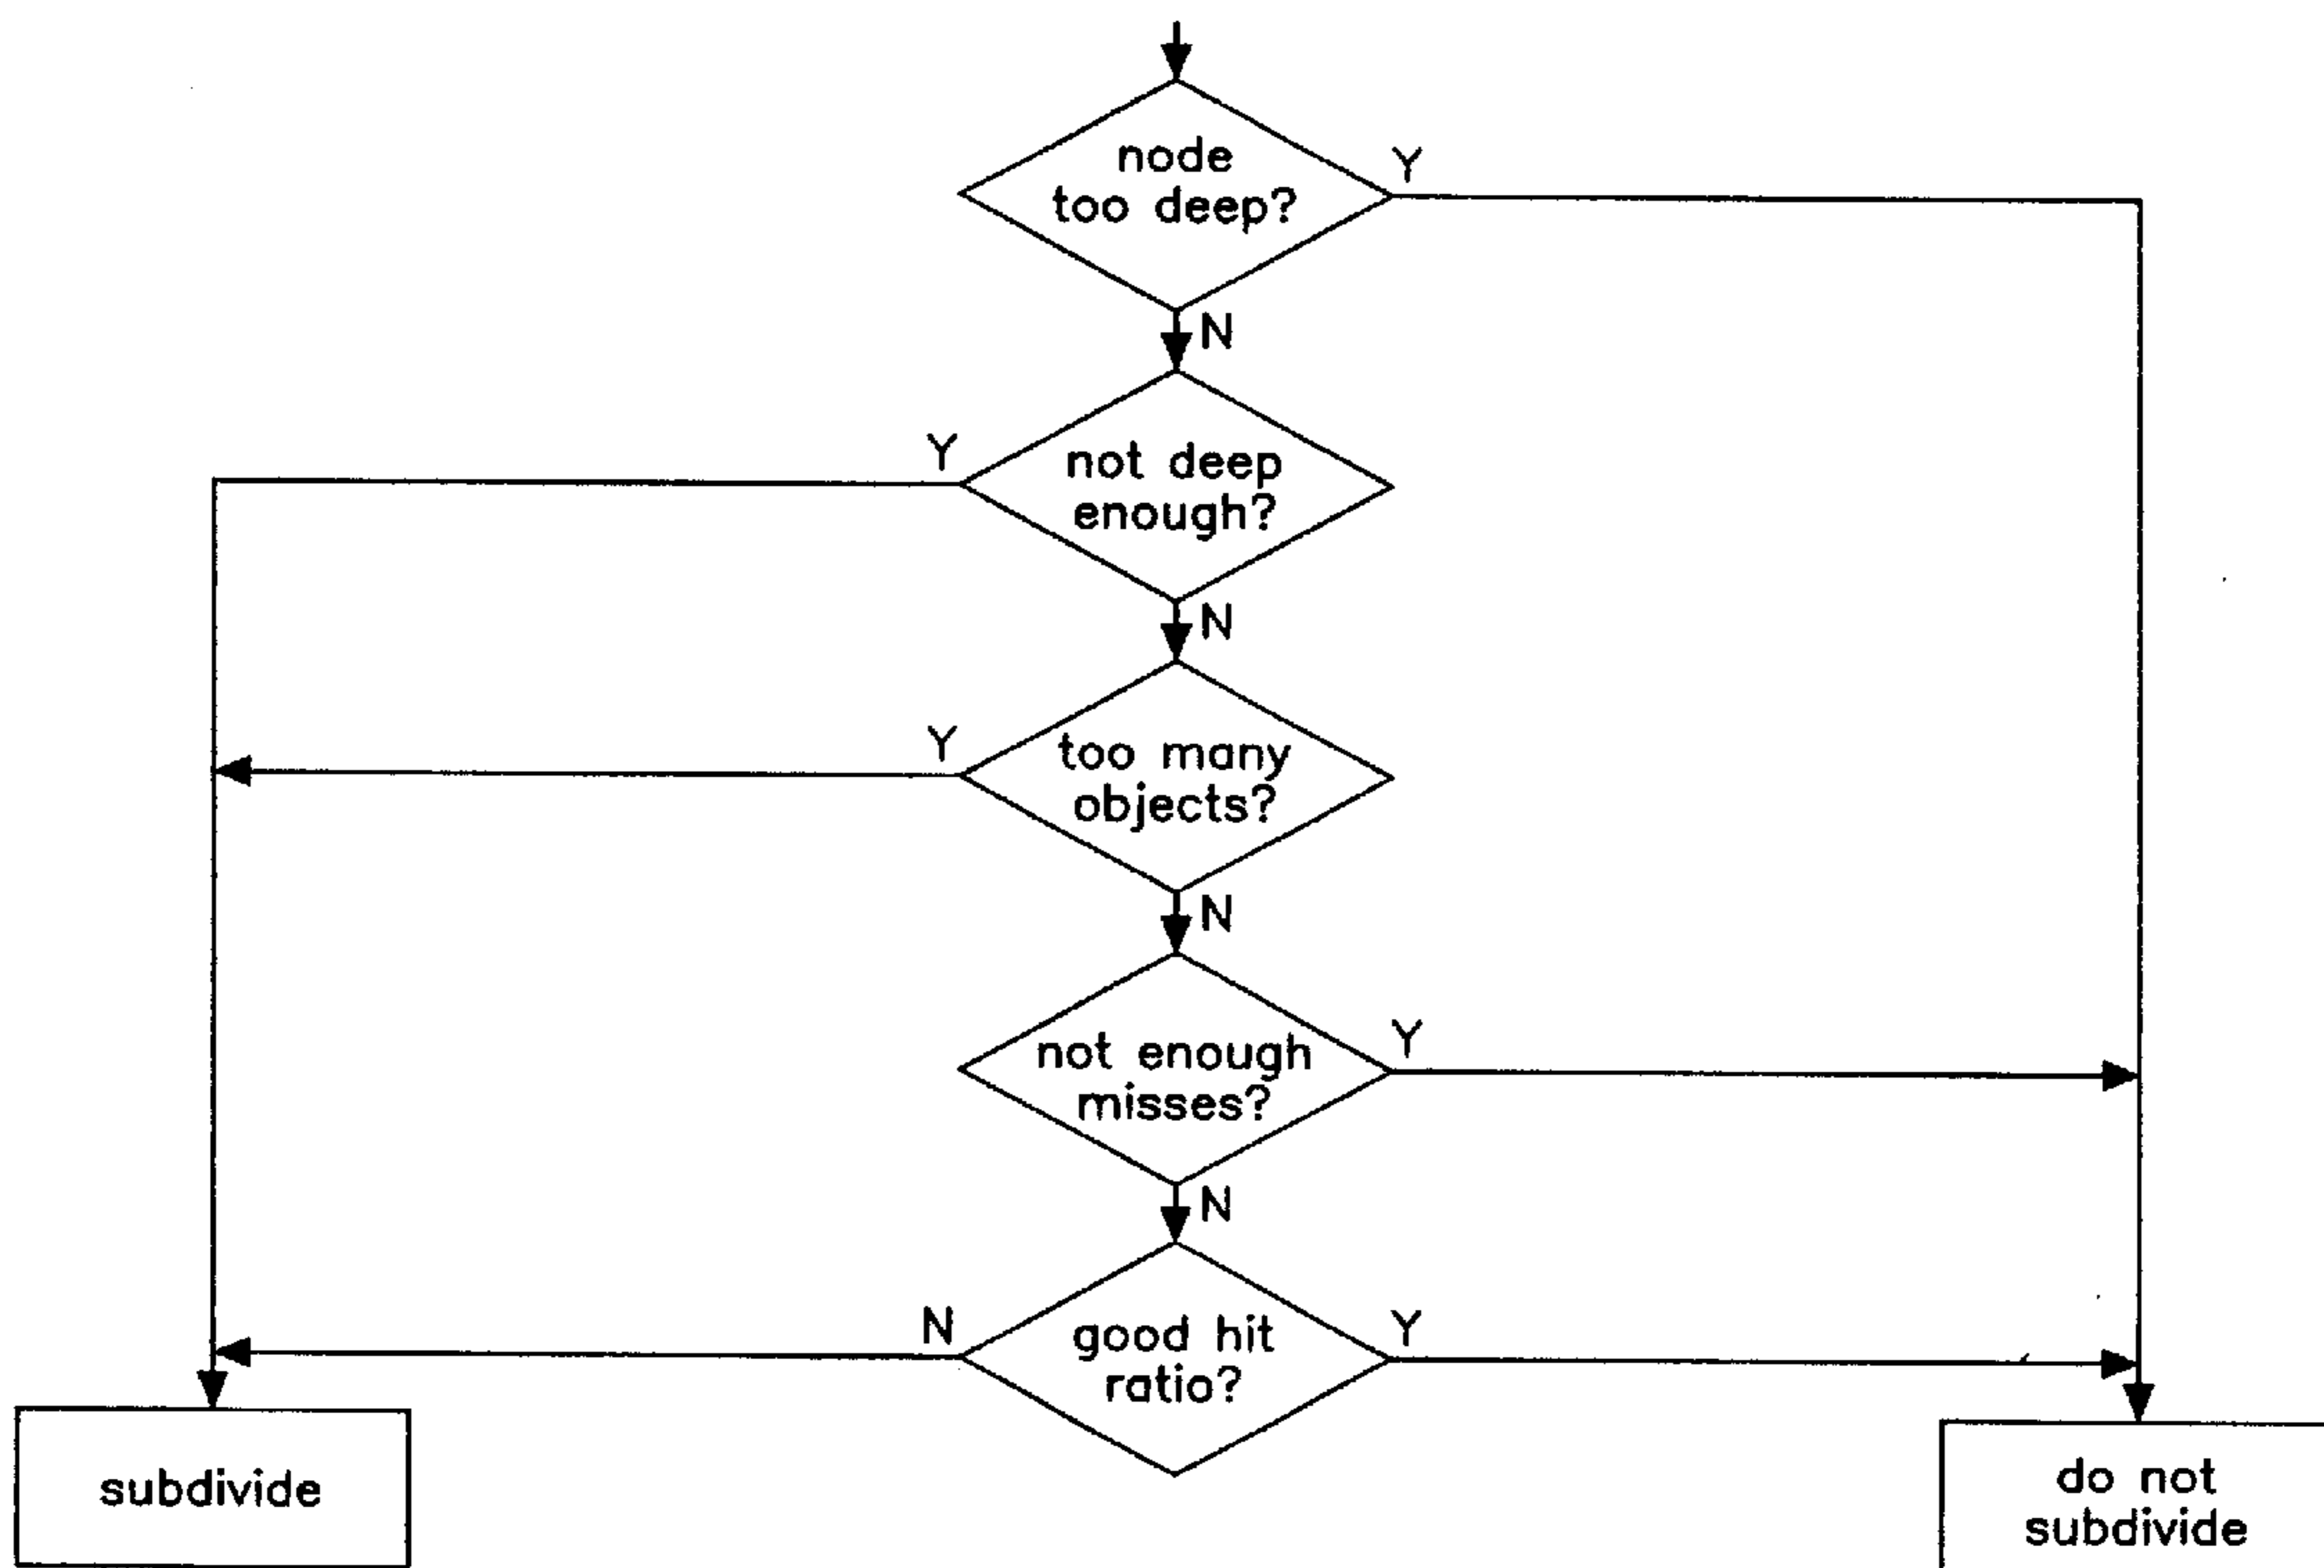 node
too deep?
Y
N
Y
not deep
enough?
N
Y
too many
objects?
N
not enough
misses?
Y
N
N
good hit
ratio?
Y
subdivide
do not
subdivide